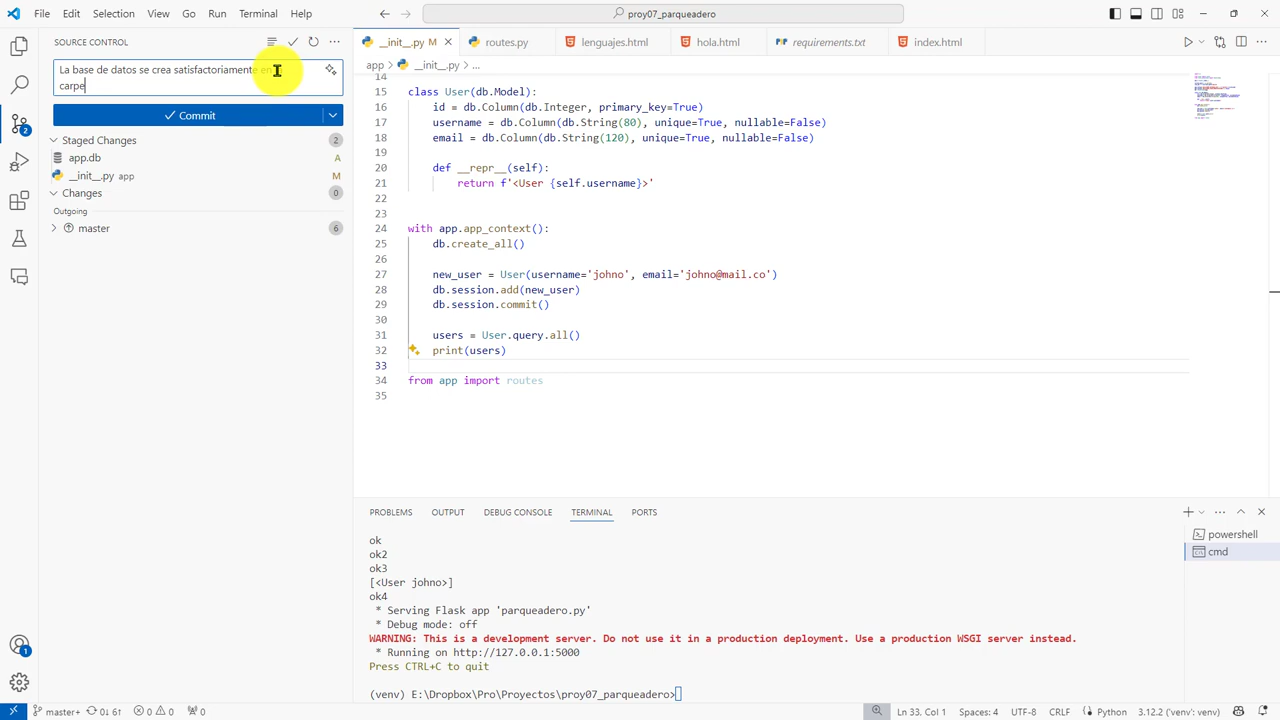 File Edit Selection View Go Run Terminal Help
proy07_parqueadero
SOURCE CONTROL
__init__.py M
routes.py
lenguajes.html
hola.html
requirements.txt
index.html
La base de datos se crea satisfactoriamente
carpe
app > __init__.py > ...
Commit
Staged Changes 2
app.db A
__init__.py app M
Changes 0
Outgoing
master 6
14
15 class User(db.Model):
16 id = db.Column(db.Integer, primary_key=True)
17 username = db.Column(db.String(80), unique=True, nullable=False)
18 email = db.Column(db.String(120), unique=True, nullable=False)
19
20 def __repr__(self):
21 return f'<User {self.username}>'
22
23
24 with app.app_context():
25 db.create_all()
26
27 new_user = User(username='johno', email='johno@mail.co')
28 db.session.add(new_user)
29 db.session.commit()
30
31 users = User.query.all()
32 print(users)
33
34 from app import routes
35
PROBLEMS OUTPUT DEBUG CONSOLE TERMINAL PORTS
powershell
cmd
ok
ok2
ok3
[<User johno>]
ok4
* Serving Flask app 'parqueadero.py'
* Debug mode: off
WARNING: This is a development server. Do not use it in a production deployment. Use a production WSGI server instead.
* Running on http://127.0.0.1:5000
Press CTRL+C to quit
(venv) E:\Dropbox\Pro\Proyectos\proy07_parqueadero>
2
1
master+ 0↓ 6↑ 0 0 0
Ln 33, Col 1 Spaces: 4 UTF-8 CRLF Python 3.12.2 ('venv': venv)